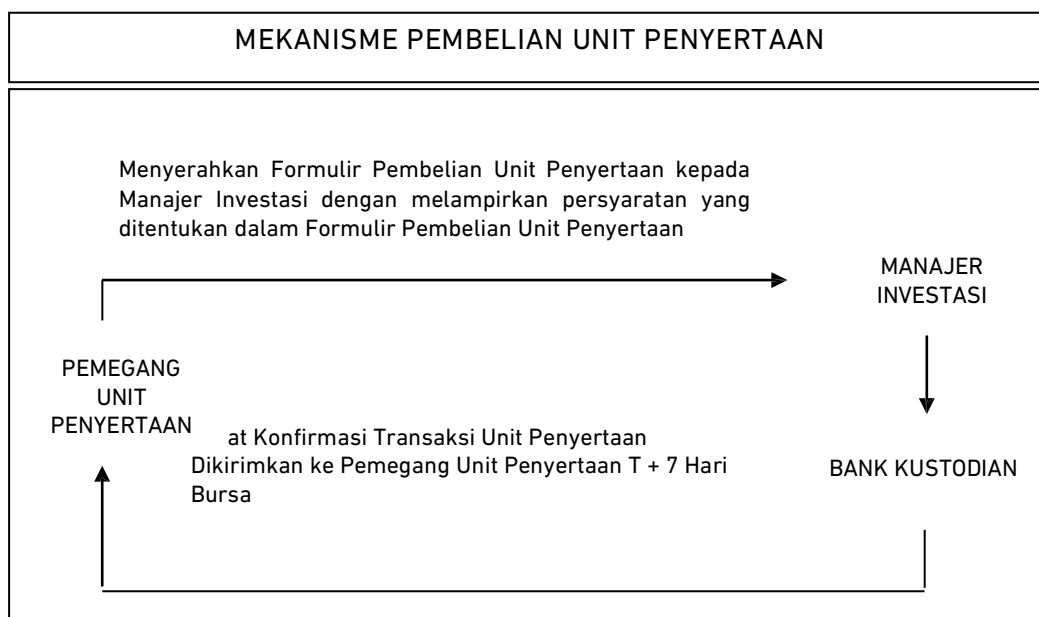 MEKANISME PEMBELIAN UNIT PENYERTAAN
Menyerahkan Formulir Pembelian Unit Penyertaan kepada
Manajer Investasi dengan melampirkan persyaratan yang
ditentukan dalam Formulir Pembelian Unit Penyertaan
MANAJER
INVESTASI
PEMEGANG
UNIT
PENYERTAAN
at Konfirmasi Transaksi Unit Penyertaan
Dikirimkan ke Pemegang Unit Penyertaan T + 7 Hari
Bursa
BANK KUSTODIAN